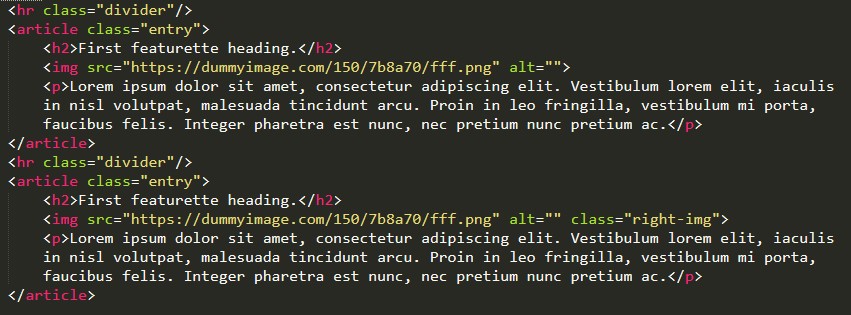 <hr class="divider"/>
<article class="entry">
<h2>First featurette heading.</h2>
<img src="https://dummyimage.com/150/7b8a70/fff.png" alt="">
<p>Lorem ipsum dolor sit amet, consectetur adipiscing elit. Vestibulum lorem elit, iaculis
in nisl volutpat, malesuada tincidunt arcu. Proin in leo fringilla, vestibulum mi porta,
faucibus felis. Integer pharetra est nunc, nec pretium nunc pretium ac.</p>
</article>
<hr class="divider"/>
<article class="entry">
<h2>First featurette heading.</h2>
<img src="https://dummyimage.com/150/7b8a70/fff.png" alt="" class="right-img">
<p>Lorem ipsum dolor sit amet, consectetur adipiscing elit. Vestibulum lorem elit, iaculis
in nisl volutpat, malesuada tincidunt arcu. Proin in leo fringilla, vestibulum mi porta,
faucibus felis. Integer pharetra est nunc, nec pretium nunc pretium ac.</p>
</article>